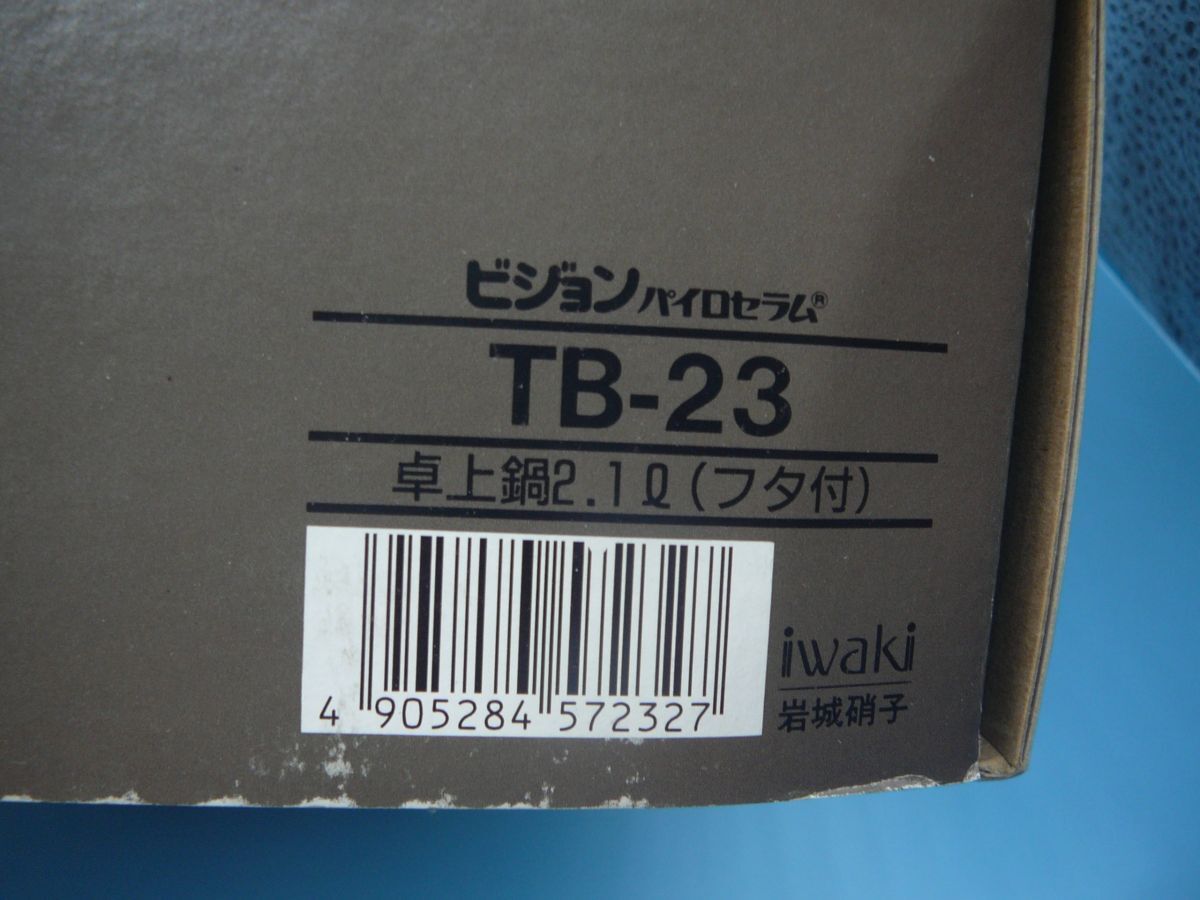 ビジョン パイロセラム®
TB-23
卓上鍋2.1ℓ(フタ付)
4 905284 572327
iwaki
岩城硝子